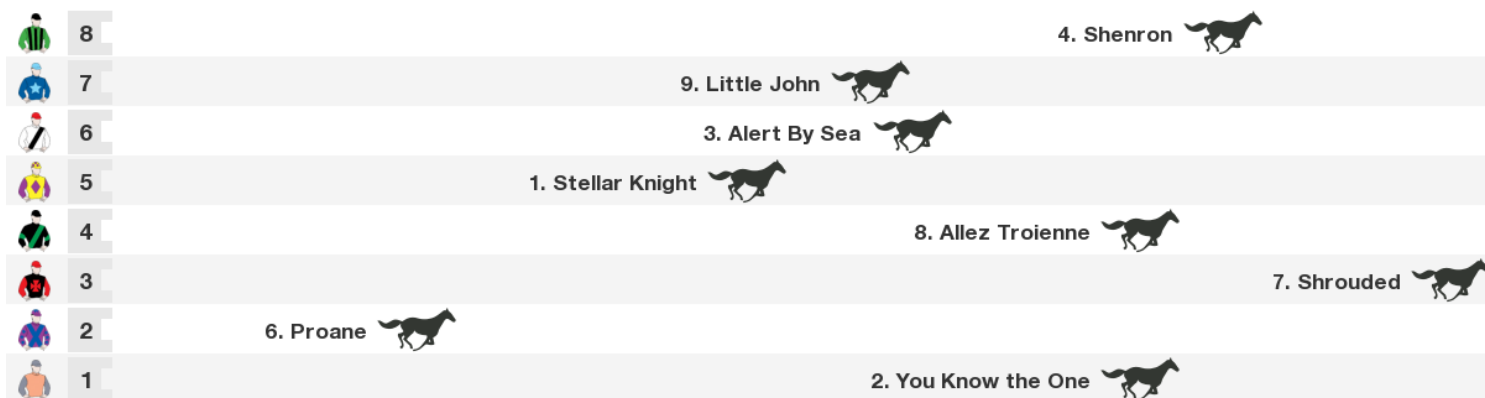 8 4. Shenron
7 9. Little John
6 3. Alert By Sea
5 1. Stellar Knight
4 8. Allez Troienne
3 7. Shrouded
2 6. Proane
1 2. You Know the One